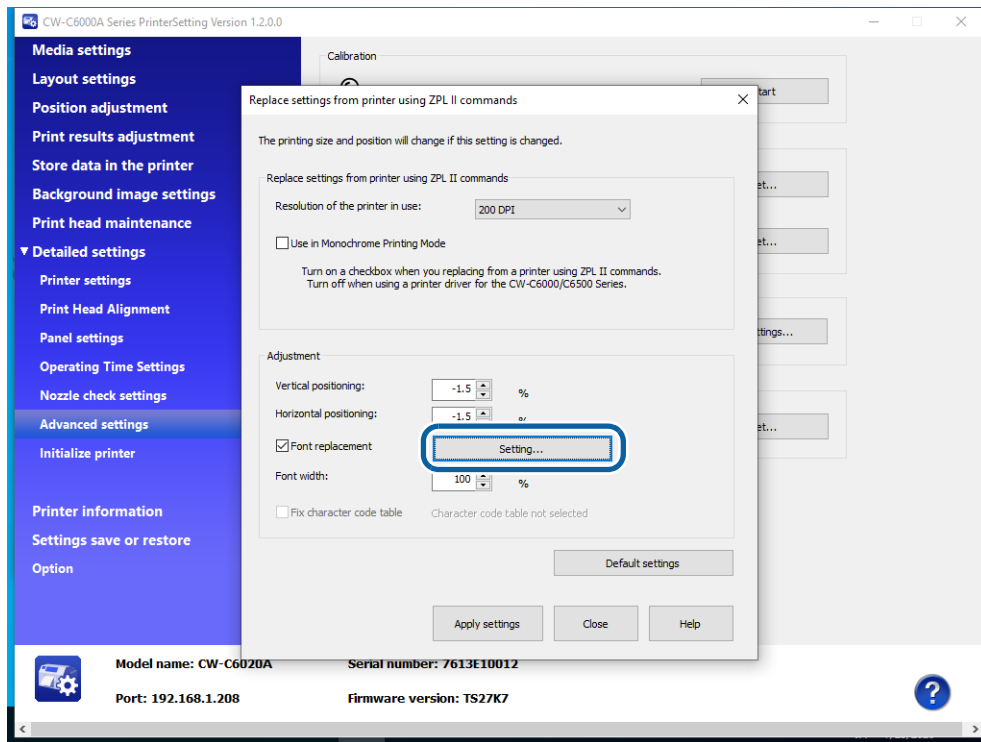 CW-C6000A Series PrinterSetting Version 1.2.0.0
Media settings
Layout settings
Position adjustment
Print results adjustment
Store data in the printer
Background image settings
Print head maintenance
▼ Detailed settings
Printer settings
Print Head Alignment
Panel settings
Operating Time Settings
Nozzle check settings
Advanced settings
Initialize printer
Printer information
Settings save or restore
Option
Calibration
tart
et...
et...
ttings...
et...
Replace settings from printer using ZPL II commands
The printing size and position will change if this setting is changed.
Replace settings from printer using ZPL II commands
Resolution of the printer in use: 200 DPI
Use in Monochrome Printing Mode
Turn on a checkbox when you replacing from a printer using ZPL II commands.
Turn off when using a printer driver for the CW-C6000/C6500 Series.
Adjustment
Vertical positioning: -1.5 %
Horizontal positioning: -1.5 %
Font replacement Setting...
Font width: 100 %
Fix character code table Character code table not selected
Default settings
Apply settings Close Help
Model name: CW-C6020A Serial number: 7613E10012
Port: 192.168.1.208 Firmware version: TS27K7